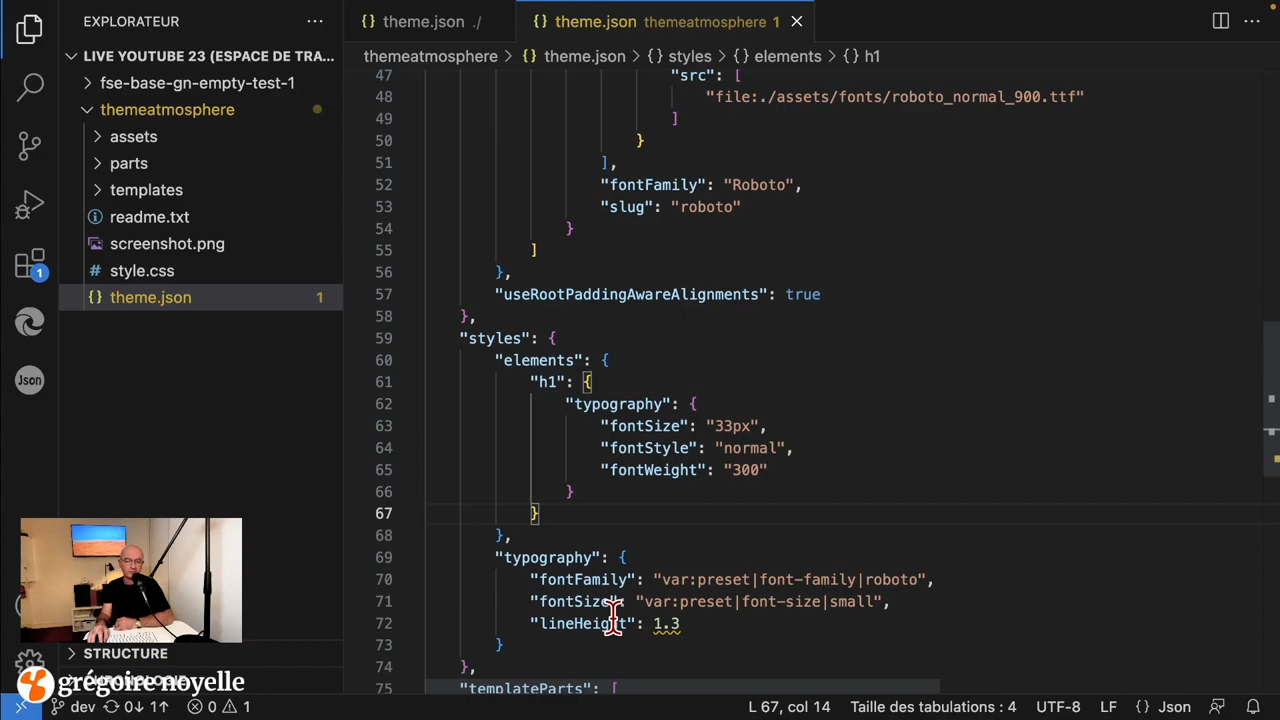 EXPLORATEUR
LIVE YOUTUBE 23 (ESPACE DE TRA...
fse-base-gn-empty-test-1
themeatmosphere
assets
parts
templates
readme.txt
screenshot.png
style.css
theme.json 1
STRUCTURE
grégoire noyelle
1
Json
theme.json ./
theme.json themeatmosphere 1
themeatmosphere > {} theme.json > {} styles > {} elements > {} h1
47 "src": [
48 "file:./assets/fonts/roboto_normal_900.ttf"
49 ]
50 }
51 ],
52 "fontFamily": "Roboto",
53 "slug": "roboto"
54 }
55 ]
56 },
57 "useRootPaddingAwareAlignments": true
58 },
59 "styles": {
60 "elements": {
61 "h1": {
62 "typography": {
63 "fontSize": "33px",
64 "fontStyle": "normal",
65 "fontWeight": "300"
66 }
67 }
68 },
69 "typography": {
70 "fontFamily": "var:preset|font-family|roboto",
71 "fontSize": "var:preset|font-size|small",
72 "lineHeight": 1.3
73 }
74 },
75 "templateParts": [
dev 0↓ 1↑ 0 1 L 67, col 14 Taille des tabulations : 4 UTF-8 LF {} Json